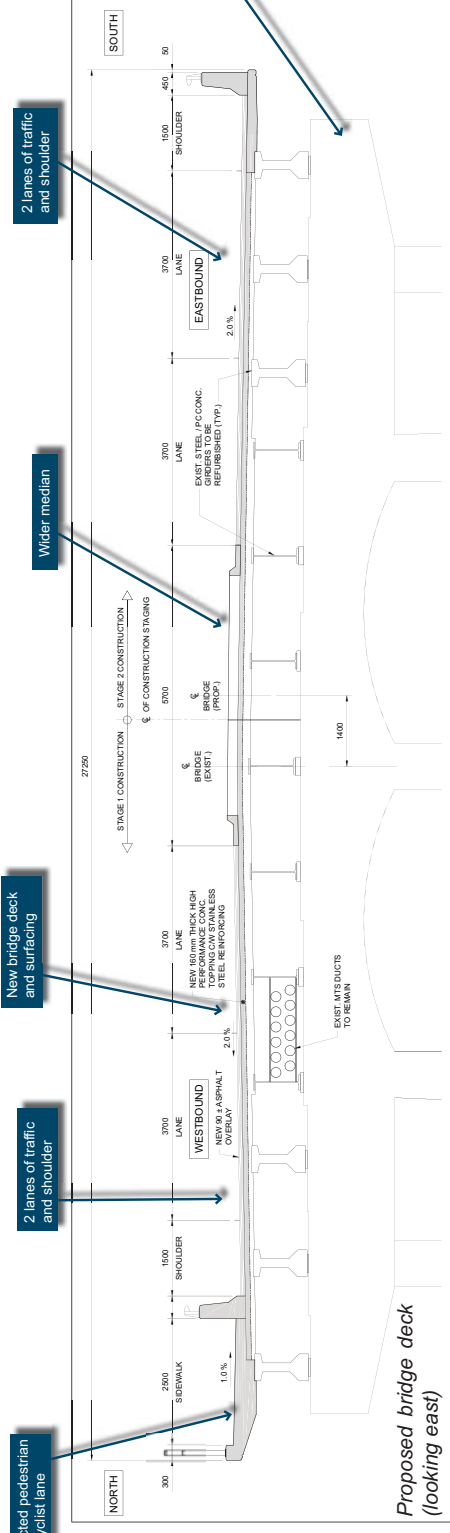 cted pedestrian
yclist lane
2 lanes of traffic
and shoulder
New bridge deck
and surfacing
Wider median
2 lanes of traffic
and shoulder
NORTH
SOUTH
27250
STAGE 1 CONSTRUCTION
STAGE 2 CONSTRUCTION
℄ OF CONSTRUCTION STAGING
300
2500
SIDEWALK
1500
SHOULDER
3700
LANE
3700
LANE
5700
3700
LANE
3700
LANE
1500
SHOULDER
450
50
WESTBOUND
EASTBOUND
℄
BRIDGE
(EXIST.)
℄
BRIDGE
(PROP.)
1.0 %
NEW 90 ± ASPHALT
OVERLAY
2.0 %
NEW 160 mm THICK HIGH
PERFORMANCE CONC.
TOPPING C/W STAINLESS
STEEL REINFORCING
EXIST. STEEL / PC CONC.
GIRDERS TO BE
REFURBISHED (TYP.)
2.0 %
1400
EXIST. MTS DUCTS
TO REMAIN
Proposed bridge deck
(looking east)